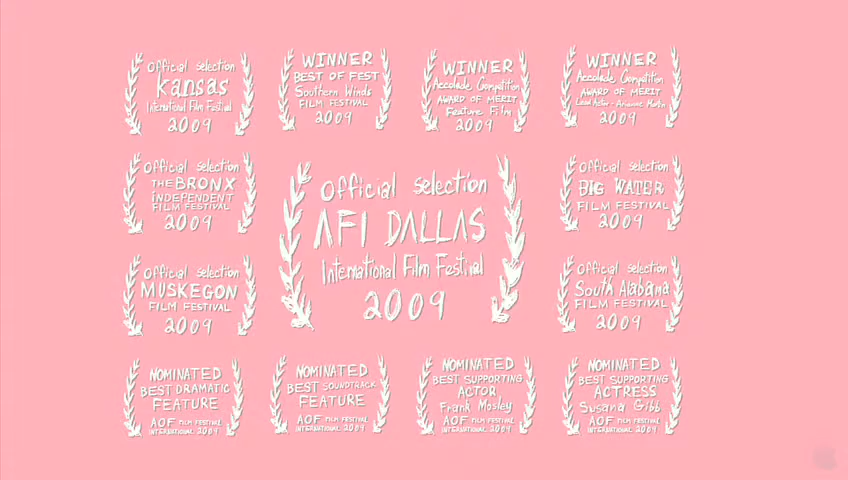 Official selection
Kansas
International Film Festival
2009
WINNER
BEST OF FEST
Southern Winds
FILM FESTIVAL
2009
WINNER
Accolade Competition
AWARD OF MERIT
Feature Film
2009
WINNER
Accolade Competition
AWARD OF MERIT
Lead Actor - Arianne Martin
2009
Official selection
THE BRONX
INDEPENDENT
FILM FESTIVAL
2009
Official selection
AFI DALLAS
International Film Festival
2009
Official selection
BIG WATER
FILM FESTIVAL
2009
Official selection
MUSKEGON
FILM FESTIVAL
2009
Official selection
South Alabama
FILM FESTIVAL
2009
NOMINATED
BEST DRAMATIC
FEATURE
AOF FILM FESTIVAL
INTERNATIONAL 2009
NOMINATED
BEST SOUNDTRACK
FEATURE
AOF FILM FESTIVAL
INTERNATIONAL 2009
NOMINATED
BEST SUPPORTING
ACTOR
Frank Mosley
AOF FILM FESTIVAL
INTERNATIONAL 2009
NOMINATED
BEST SUPPORTING
ACTRESS
Susana Gibb
AOF FILM FESTIVAL
INTERNATIONAL 2009